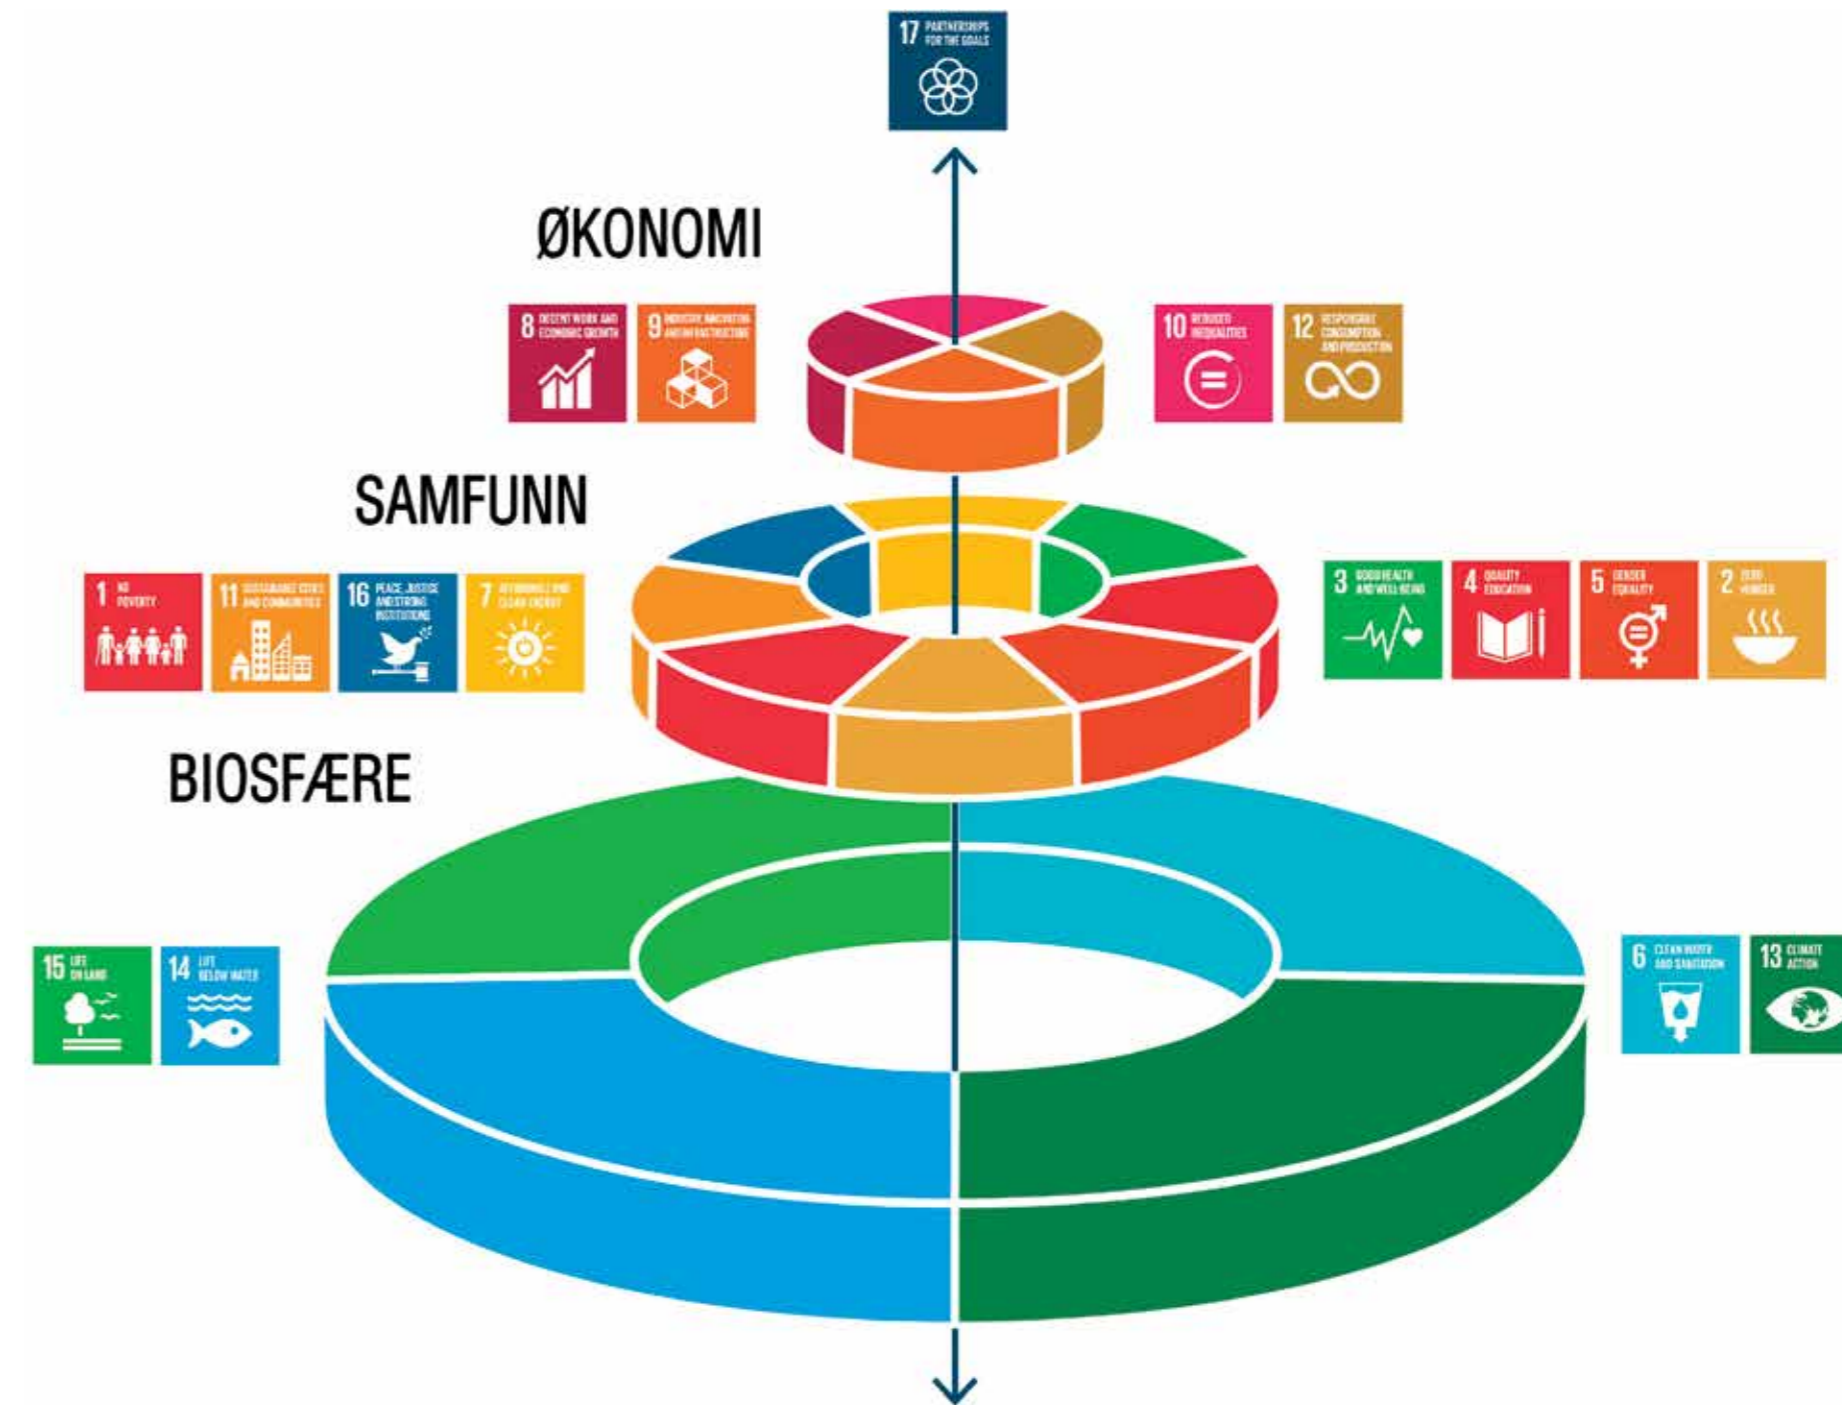 17 PARTNERSHIPS
FOR THE GOALS
ØKONOMI
8 DECENT WORK AND
ECONOMIC GROWTH
9 INDUSTRY, INNOVATION
AND INFRASTRUCTURE
10 REDUCED
INEQUALITIES
12 RESPONSIBLE
CONSUMPTION
AND PRODUCTION
SAMFUNN
1 NO
POVERTY
11 SUSTAINABLE CITIES
AND COMMUNITIES
16 PEACE, JUSTICE
AND STRONG
INSTITUTIONS
7 AFFORDABLE AND
CLEAN ENERGY
3 GOOD HEALTH
AND WELL-BEING
4 QUALITY
EDUCATION
5 GENDER
EQUALITY
2 ZERO
HUNGER
BIOSFÆRE
15 LIFE
ON LAND
14 LIFE
BELOW WATER
6 CLEAN WATER
AND SANITATION
13 CLIMATE
ACTION